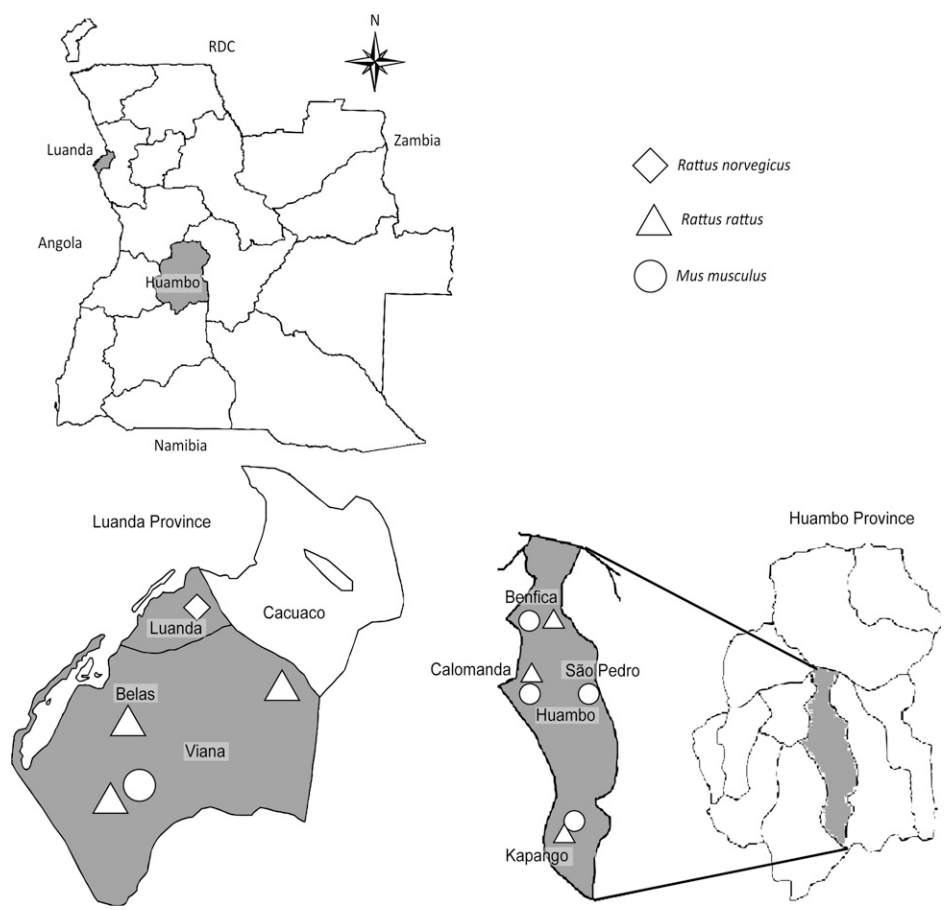 N
RDC
Luanda
Zambia
Angola
Huambo
Namibia
Rattus norvegicus
Rattus rattus
Mus musculus
Luanda Province
Cacuaco
Luanda
Belas
Viana
Huambo Province
Benfica
Calomanda
São Pedro
Huambo
Kapango